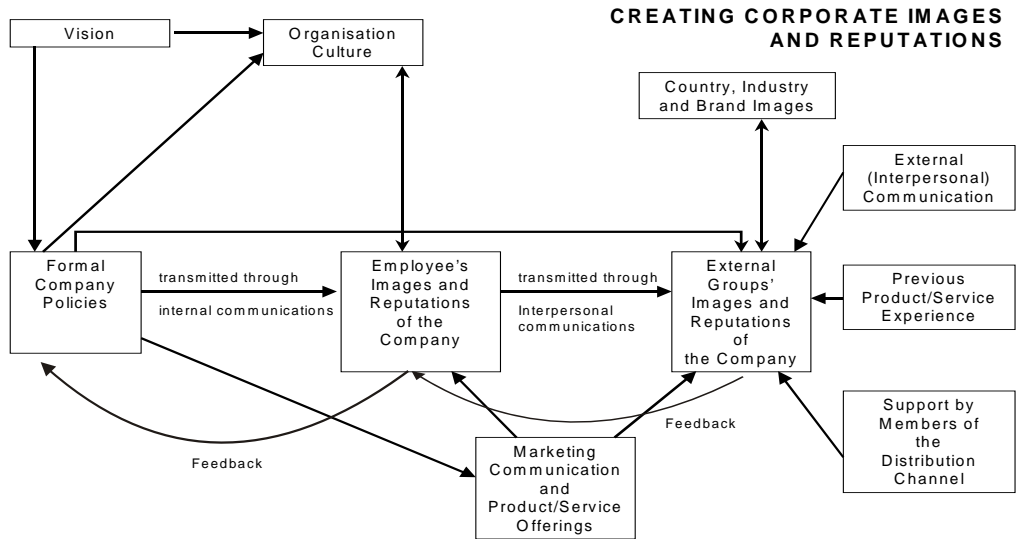 CREATING CORPORATE IMAGES
AND REPUTATIONS
Vision
Organisation
Culture
Country, Industry
and Brand Images
External
(Interpersonal)
Communication
Formal
Company
Policies
transmitted through
internal communications
Employee's
Images and
Reputations
of the
Company
transmitted through
Interpersonal
communications
External
Groups'
Images and
Reputations
of
the Company
Previous
Product/Service
Experience
Feedback
Feedback
Marketing
Communication
and
Product/Service
Offerings
Support by
Members of
the
Distribution
Channel